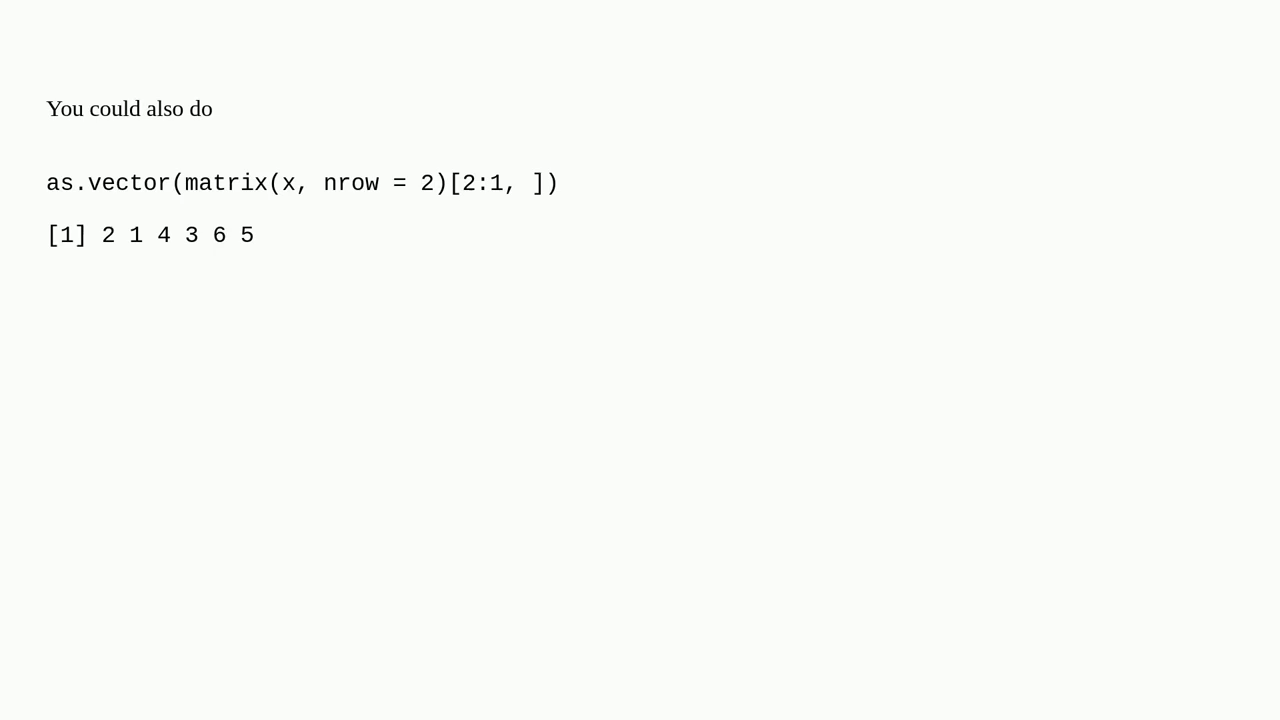 You could also do
as.vector(matrix(x, nrow = 2)[2:1, ])
[1] 2 1 4 3 6 5